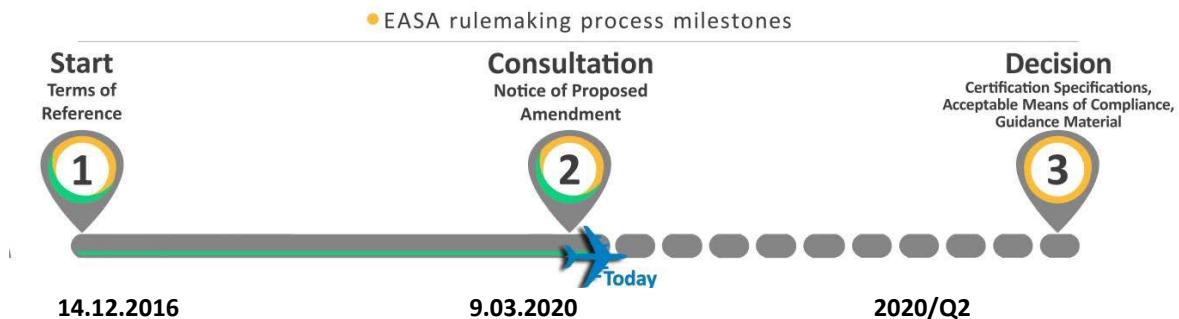 EASA rulemaking process milestones
Start
Terms of
Reference
1
Consultation
Notice of Proposed
Amendment
2
Decision
Certification Specifications,
Acceptable Means of Compliance,
Guidance Material
3
Today
14.12.2016
9.03.2020
2020/Q2